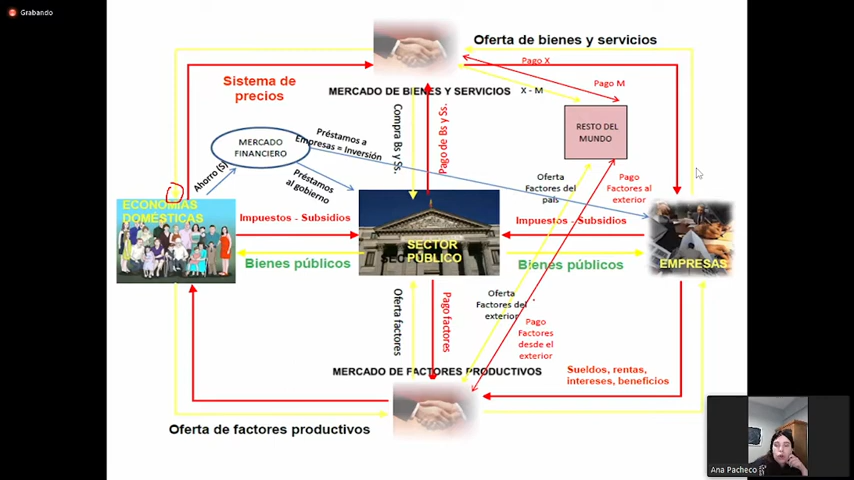 Grabando
Oferta de bienes y servicios
Pago X
Sistema de
precios
Pago M
MERCADO DE BIENES Y SERVICIOS
X - M
Compra Bs y Ss.
Pago de Bs y Ss.
RESTO DEL
MUNDO
MERCADO
FINANCIERO
Préstamos a
Empresas = Inversión
Ahorro (S)
Préstamos
al gobierno
Oferta
Factores del
país
Pago
Factores al
exterior
ECONOMÍAS
DOMÉSTICAS
Impuestos - Subsidios
Impuestos - Subsidios
SECTOR
PÚBLICO
Bienes públicos
Bienes públicos
EMPRESAS
Oferta factores
Pago factores
Oferta
Factores del
exterior
Pago
Factores
desde el
exterior
MERCADO DE FACTORES PRODUCTIVOS
Sueldos, rentas,
intereses, beneficios
Oferta de factores productivos
Ana Pacheco